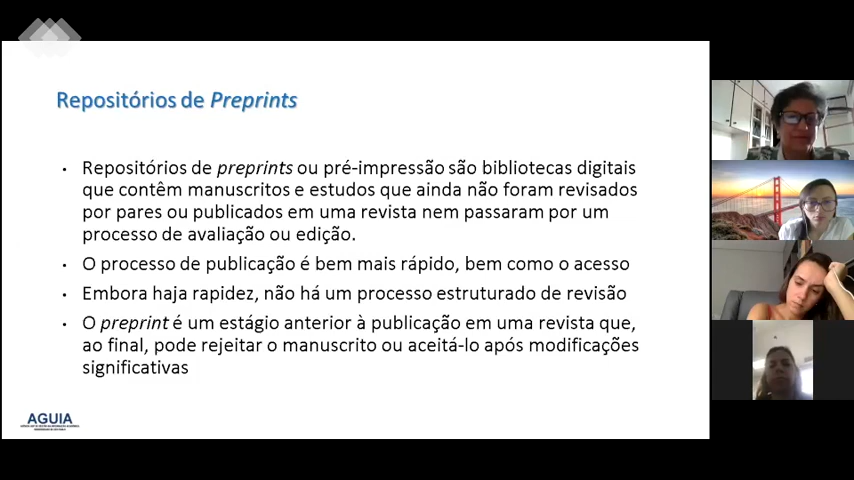 Repositórios de Preprints
• Repositórios de preprints ou pré-impressão são bibliotecas digitais
que contêm manuscritos e estudos que ainda não foram revisados
por pares ou publicados em uma revista nem passaram por um
processo de avaliação ou edição.
• O processo de publicação é bem mais rápido, bem como o acesso
• Embora haja rapidez, não há um processo estruturado de revisão
• O preprint é um estágio anterior à publicação em uma revista que,
ao final, pode rejeitar o manuscrito ou aceitá-lo após modificações
significativas
AGUIA